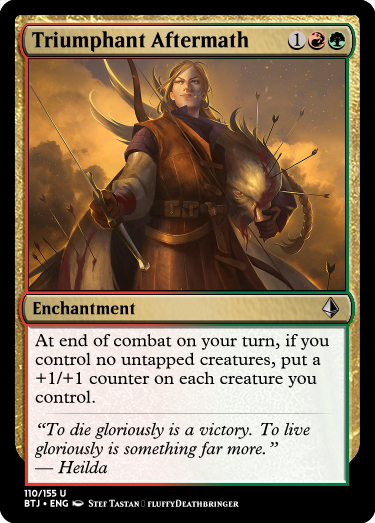 Triumphant Aftermath 1
Enchantment
At end of combat on your turn, if you
control no untapped creatures, put a
+1/+1 counter on each creature you
control.
“To die gloriously is a victory. To live
gloriously is something far more.”
— Heilda
110/155 U
BTJ • ENG Stef Tastan▯fluffyDeathbringer